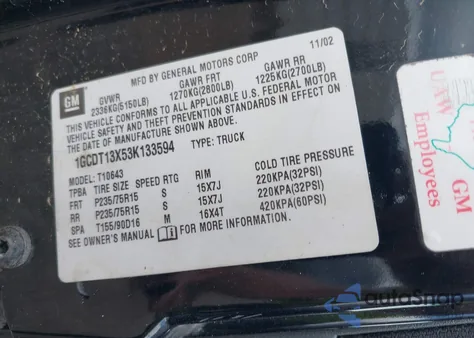 GM
MFD BY GENERAL MOTORS CORP 11/02
GVWR GAWR FRT GAWR RR
2336KG(5150LB) 1270KG(2800LB) 1225KG(2700LB)
THIS VEHICLE CONFORMS TO ALL APPLICABLE U.S. FEDERAL MOTOR
VEHICLE SAFETY AND THEFT PREVENTION STANDARDS IN EFFECT ON
THE DATE OF MANUFACTURE SHOWN ABOVE.
1GCDT13X53K133594 TYPE: TRUCK
MODEL: T10643
TPBA TIRE SIZE SPEED RTG RIM COLD TIRE PRESSURE
FRT P235/75R15 S 15X7J 220KPA(32PSI)
RR P235/75R15 S 15X7J 220KPA(32PSI)
SPA T155/90D16 M 16X4T 420KPA(60PSI)
SEE OWNER'S MANUAL FOR MORE INFORMATION.
UAW GM
Employees
autoSnap